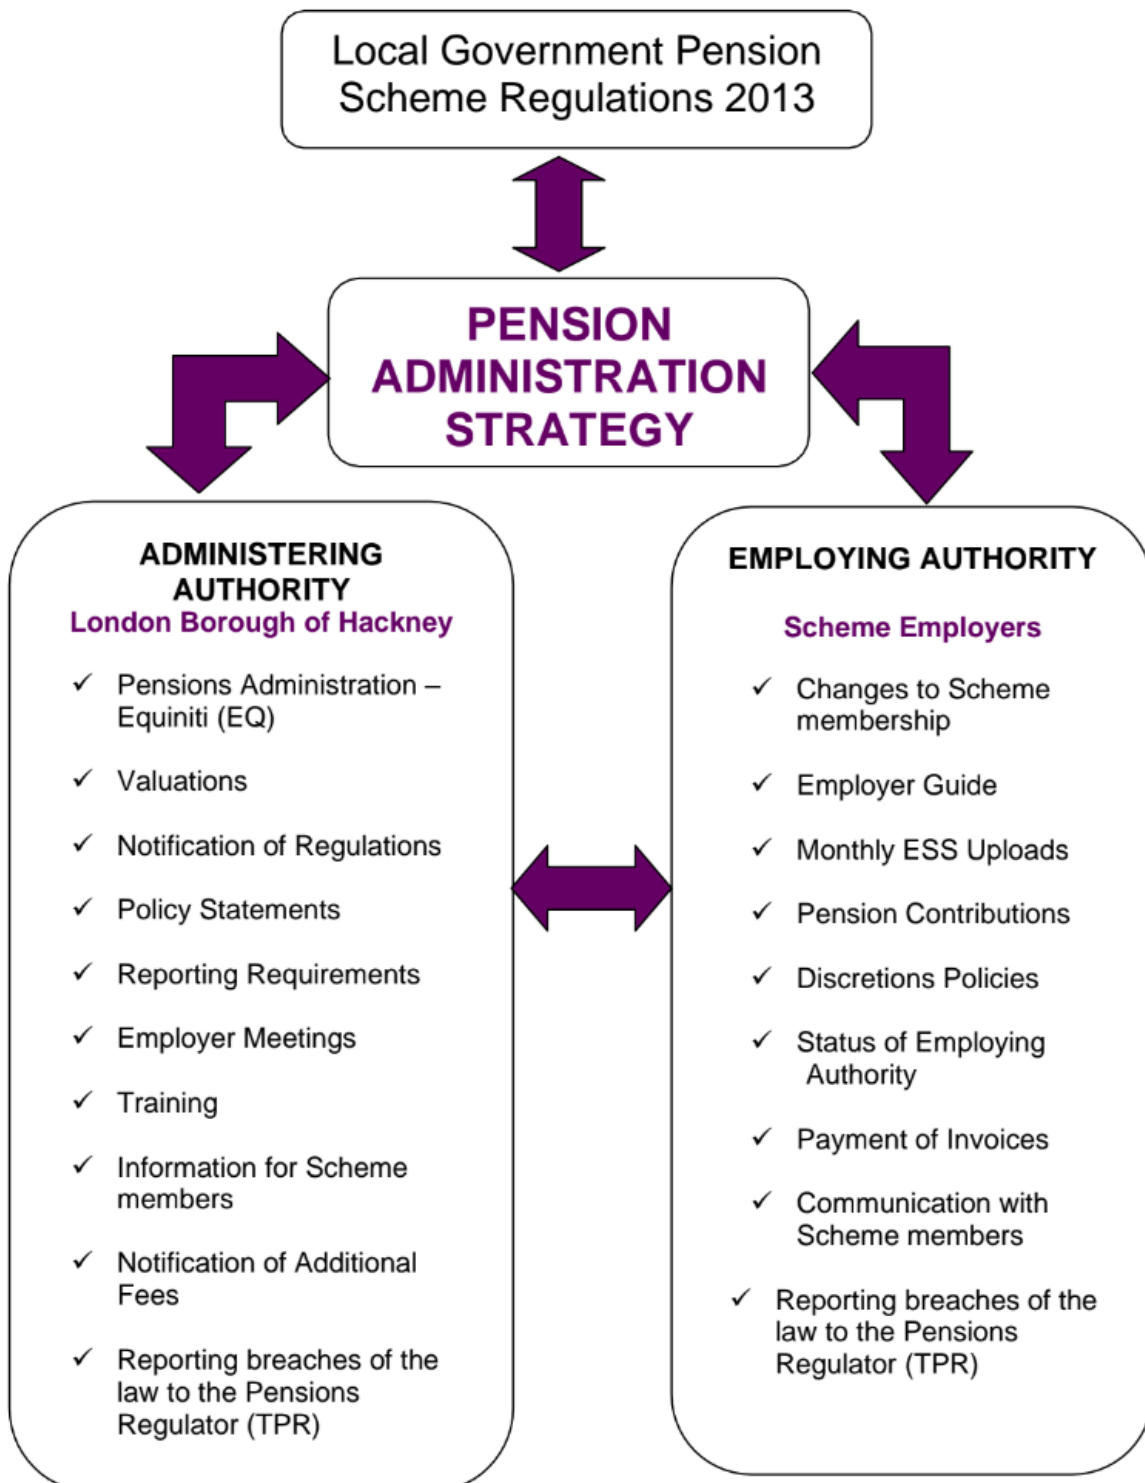 Local Government Pension
Scheme Regulations 2013
PENSION
ADMINISTRATION
STRATEGY
ADMINISTERING
AUTHORITY
London Borough of Hackney
✓ Pensions Administration –
Equiniti (EQ)
✓ Valuations
✓ Notification of Regulations
✓ Policy Statements
✓ Reporting Requirements
✓ Employer Meetings
✓ Training
✓ Information for Scheme
members
✓ Notification of Additional
Fees
✓ Reporting breaches of the
law to the Pensions
Regulator (TPR)
EMPLOYING AUTHORITY
Scheme Employers
✓ Changes to Scheme
membership
✓ Employer Guide
✓ Monthly ESS Uploads
✓ Pension Contributions
✓ Discretions Policies
✓ Status of Employing
Authority
✓ Payment of Invoices
✓ Communication with
Scheme members
✓ Reporting breaches of the
law to the Pensions
Regulator (TPR)